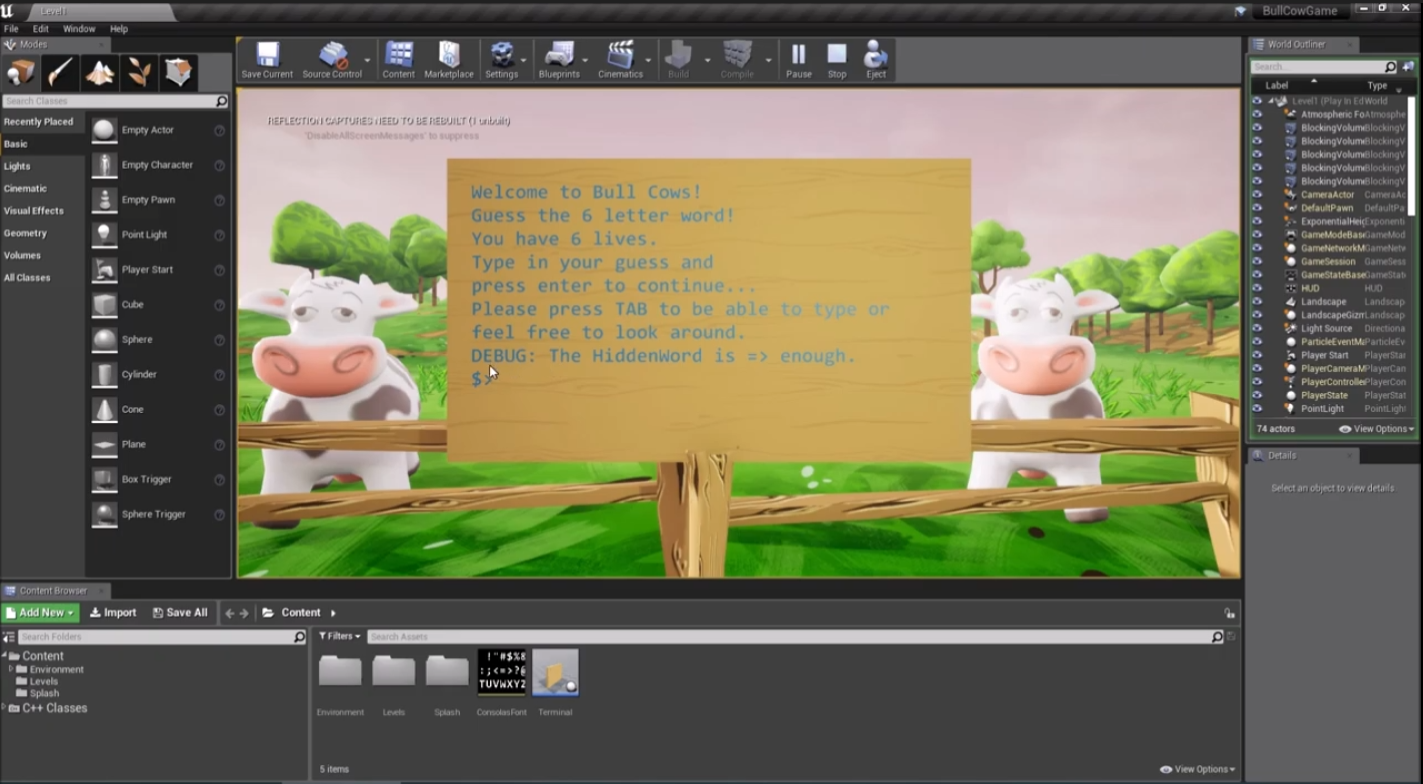 Level1
BullCowGame
File Edit Window Help
Modes
Search Classes
Recently Placed
Basic
Lights
Cinematic
Visual Effects
Geometry
Volumes
All Classes
Empty Actor
Empty Character
Empty Pawn
Point Light
Player Start
Cube
Sphere
Cylinder
Cone
Plane
Box Trigger
Sphere Trigger
Save Current Source Control Content Marketplace Settings Blueprints Cinematics Build Compile Pause Stop Eject
REFLECTION CAPTURES NEED TO BE REBUILT (1 unbuilt)
'DisableAllScreenMessages' to suppress
Welcome to Bull Cows!
Guess the 6 letter word!
You have 6 lives.
Type in your guess and
press enter to continue...
Please press TAB to be able to type or
feel free to look around.
DEBUG: The HiddenWord is => enough.
$>
World Outliner
Search...
Label Type
Level1 (Play In Ed World
Atmospheric Fo Atmosphe
BlockingVolume BlockingV
BlockingVolume BlockingV
BlockingVolume BlockingV
BlockingVolume BlockingV
BlockingVolume BlockingV
CameraActor CameraAc
DefaultPawn DefaultPa
ExponentialHeig Exponenti
GameModeBase GameMod
GameNetworkM GameNetw
GameSession GameSess
GameStateBase GameStat
HUD HUD
Landscape Landscap
LandscapeGizm Landscap
Light Source Directiona
ParticleEventMa ParticleEv
Player Start PlayerStar
PlayerCameraM PlayerCam
PlayerController PlayerCon
PlayerState PlayerStat
PointLight PointLight
74 actors View Options
Details
Select an object to view details.
Content Browser
Add New Import Save All Content
Search Folders
Content
Environment
Levels
Splash
C++ Classes
Filters Search Assets
! "#$%&
: ; < = > ? @
TUVWXYZ
Environment Levels Splash ConsolasFont Terminal
5 items View Options